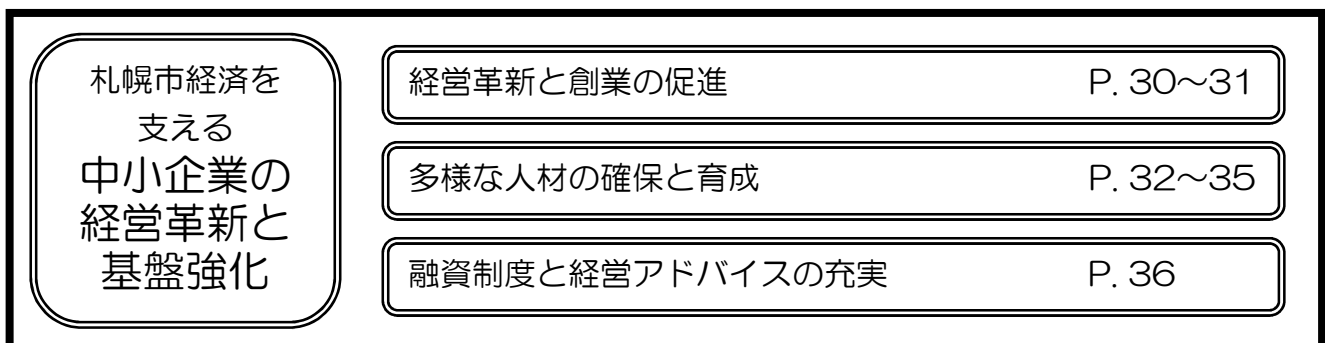 札幌市経済を
支える
中小企業の
経営革新と
基盤強化
経営革新と創業の促進 P. 30～31
多様な人材の確保と育成 P. 32～35
融資制度と経営アドバイスの充実 P. 36